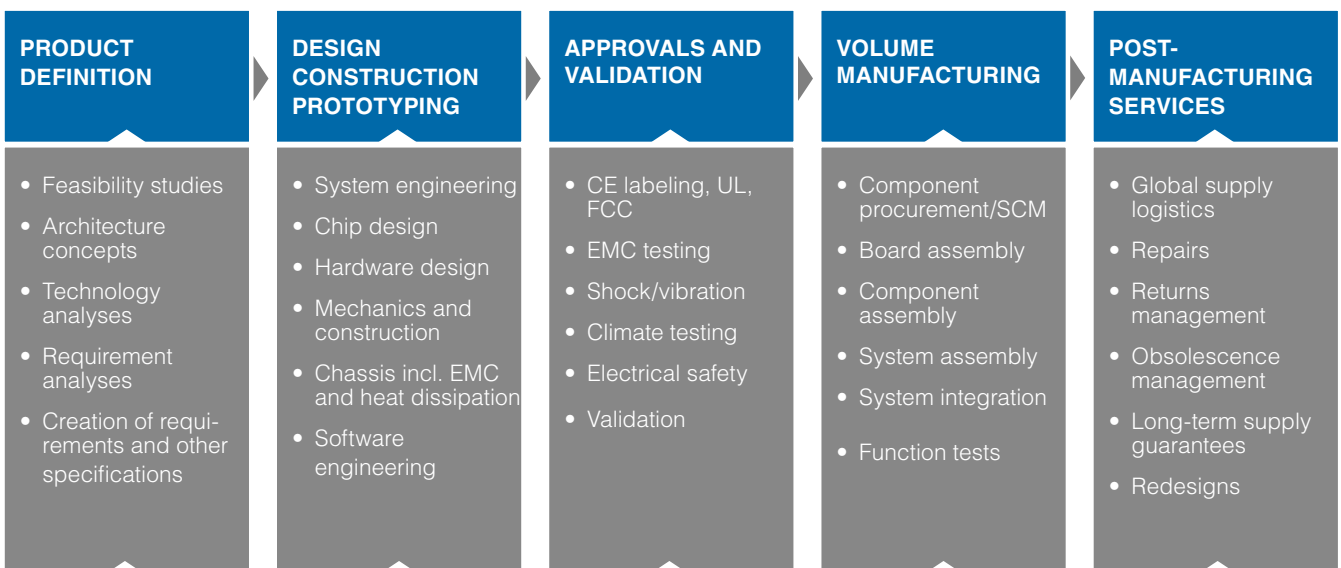 PRODUCT
DEFINITION
• Feasibility studies
• Architecture
concepts
• Technology
analyses
• Requirement
analyses
• Creation of requi-
rements and other
specifications
DESIGN
CONSTRUCTION
PROTOTYPING
• System engineering
• Chip design
• Hardware design
• Mechanics and
construction
• Chassis incl. EMC
and heat dissipation
• Software
engineering
APPROVALS AND
VALIDATION
• CE labeling, UL,
FCC
• EMC testing
• Shock/vibration
• Climate testing
• Electrical safety
• Validation
VOLUME
MANUFACTURING
• Component
procurement/SCM
• Board assembly
• Component
assembly
• System assembly
• System integration
• Function tests
POST-
MANUFACTURING
SERVICES
• Global supply
logistics
• Repairs
• Returns
management
• Obsolescence
management
• Long-term supply
guarantees
• Redesigns